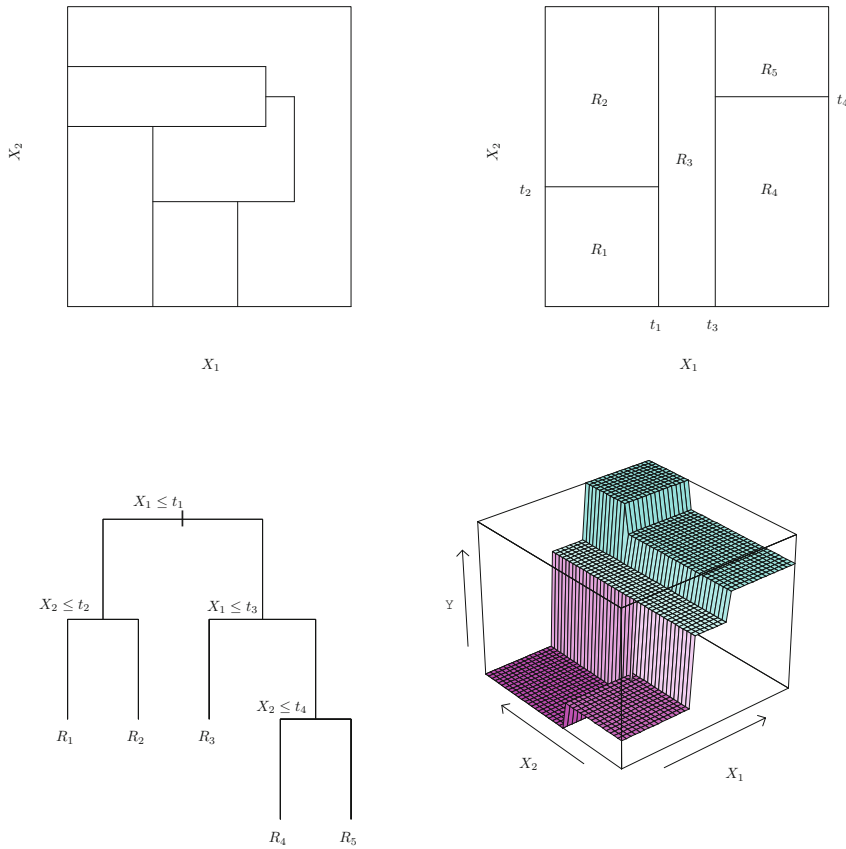 X₂
X₁
R₅
t₄
R₂
X₂
R₃
t₂
R₄
R₁
t₁
t₃
X₁
X₁ ≤ t₁
X₂ ≤ t₂
X₁ ≤ t₃
X₂ ≤ t₄
R₁
R₂
R₃
R₄
R₅
Y
X₂
X₁